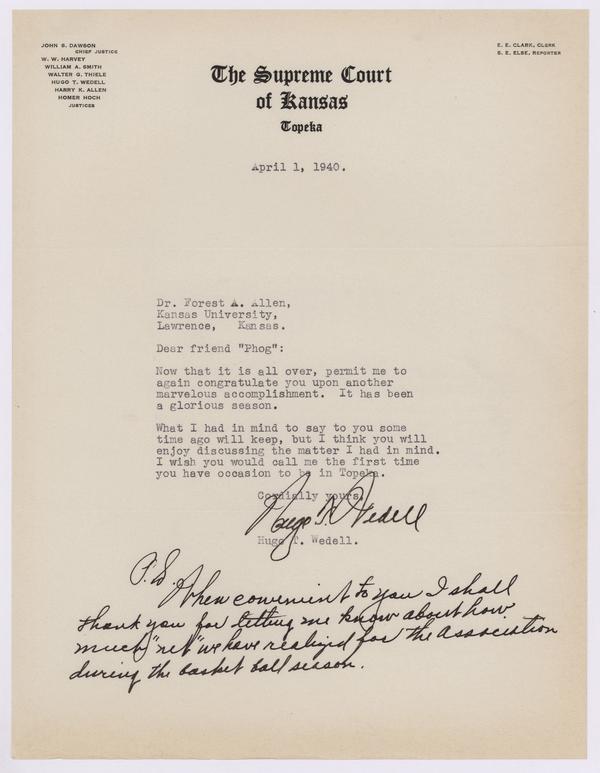 JOHN S. DAWSON
CHIEF JUSTICE
W. W. HARVEY
WILLIAM A. SMITH
WALTER G. THIELE
HUGO T. WEDELL
HARRY K. ALLEN
HOMER HOCH
JUSTICES
E. E. CLARK, CLERK
S. E. ELSE, REPORTER
The Supreme Court
of Kansas
Topeka
April 1, 1940.
Dr. Forest A. Allen,
Kansas University,
Lawrence, Kansas.
Dear friend "Phog":
Now that it is all over, permit me to
again congratulate you upon another
marvelous accomplishment. It has been
a glorious season.
What I had in mind to say to you some
time ago will keep, but I think you will
enjoy discussing the matter I had in mind.
I wish you would call me the first time
you have occasion to be in Topeka.
Cordially yours,
Hugo T. Wedell
Hugo T. Wedell.
P.S. When convenient to you I shall
thank you for letting me know about how
much "net" we have realized for the Association
during the basket ball season.